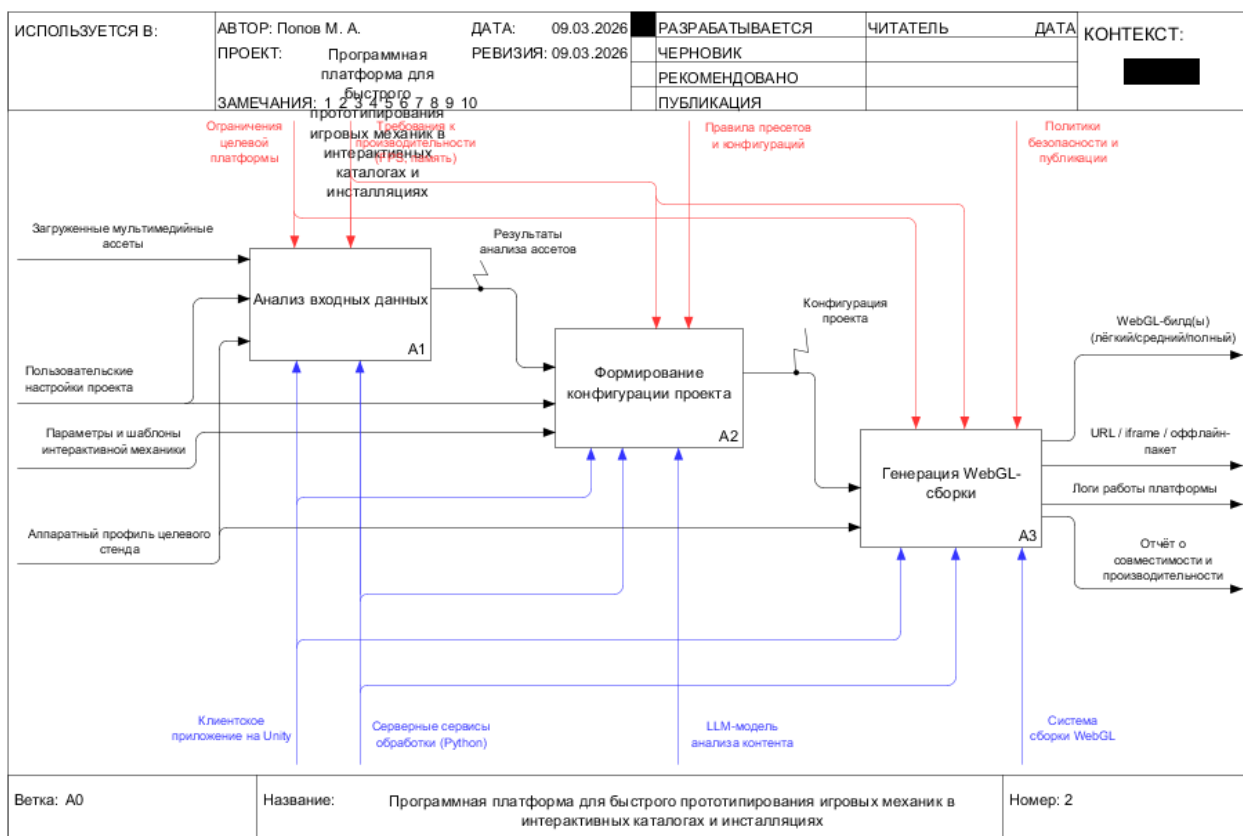 ИСПОЛЬЗУЕТСЯ В:
АВТОР: Попов М. А.
ДАТА: 09.03.2026
ПРОЕКТ: Программная
платформа для
быстрого
прототипирования
игровых механик в
интерактивных
каталогах и
инсталляциях
РЕВИЗИЯ: 09.03.2026
ЗАМЕЧАНИЯ: 1 2 3 4 5 6 7 8 9 10
РАЗРАБАТЫВАЕТСЯ
ЧЕРНОВИК
РЕКОМЕНДОВАНО
ПУБЛИКАЦИЯ
ЧИТАТЕЛЬ
ДАТА
КОНТЕКСТ:
Ограничения
целевой
платформы
Требования к
производительности
(FPS, память)
Правила пресетов
и конфигураций
Политики
безопасности и
публикации
Загруженные мультимедийные
ассеты
Анализ входных данных
A1
Результаты
анализа ассетов
Пользовательские
настройки проекта
Параметры и шаблоны
интерактивной механики
Формирование
конфигурации проекта
A2
Конфигурация
проекта
Аппаратный профиль целевого
стенда
Генерация WebGL-
сборки
A3
WebGL-билд(ы)
(лёгкий/средний/полный)
URL / iframe / оффлайн-
пакет
Логи работы платформы
Отчёт о
совместимости и
производительности
Клиентское
приложение на Unity
Серверные сервисы
обработки (Python)
LLM-модель
анализа контента
Система
сборки WebGL
Ветка: A0
Название: Программная платформа для быстрого прототипирования игровых механик в
интерактивных каталогах и инсталляциях
Номер: 2